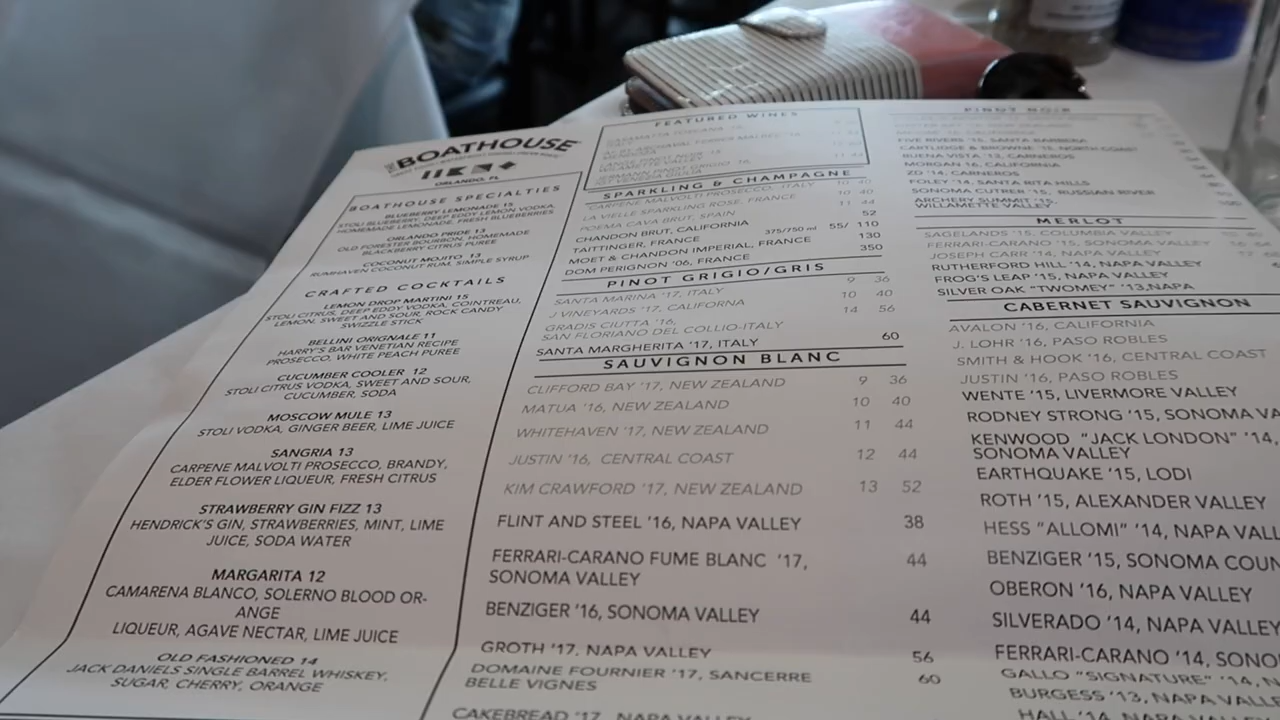 THE BOATHOUSE
ORLANDO, FL
BOATHOUSE SPECIALTIES
BLUEBERRY LEMONADE 15
STOLI BLUEBERRY, DEEP EDDY LEMON VODKA,
HOMEMADE LEMONADE, FRESH BLUEBERRIES
ORLANDO PRIDE 13
OLD FORESTER BOURBON, HOMEMADE
BLACKBERRY CITRUS PUREE
COCONUT MOJITO 13
RUMHAVEN COCONUT RUM, SIMPLE SYRUP
CRAFTED COCKTAILS
LEMON DROP MARTINI 15
STOLI CITRUS, DEEP EDDY VODKA, COINTREAU,
LEMON, SWEET AND SOUR, ROCK CANDY
SWIZZLE STICK
BELLINI ORIGNALE 11
HARRY'S BAR VENETIAN RECIPE
PROSECCO, WHITE PEACH PUREE
CUCUMBER COOLER 12
STOLI CITRUS VODKA, SWEET AND SOUR,
CUCUMBER, SODA
MOSCOW MULE 13
STOLI VODKA, GINGER BEER, LIME JUICE
SANGRIA 13
CARPENE MALVOLTI PROSECCO, BRANDY,
ELDER FLOWER LIQUEUR, FRESH CITRUS
STRAWBERRY GIN FIZZ 13
HENDRICK'S GIN, STRAWBERRIES, MINT, LIME
JUICE, SODA WATER
MARGARITA 12
CAMARENA BLANCO, SOLERNO BLOOD OR-
ANGE
LIQUEUR, AGAVE NECTAR, LIME JUICE
OLD FASHIONED 14
JACK DANIELS SINGLE BARREL WHISKEY,
SUGAR, CHERRY, ORANGE
FEATURED WINES
SPARKLING & CHAMPAGNE
CARPENE MALVOLTI PROSECCO, ITALY 10 40
LA VIELLE SPARKLING ROSE, FRANCE 10 40
POEMA CAVA BRUT, SPAIN 11 44
CHANDON BRUT, CALIFORNIA 52
TAITTINGER, FRANCE 375/750 ml 55/ 110
MOET & CHANDON IMPERIAL, FRANCE 130
DOM PERIGNON '06, FRANCE 350
PINOT GRIGIO/GRIS
SANTA MARINA '17, ITALY 9 36
J VINEYARDS '17, CALIFORNA 10 40
GRADIS CIUTTA '16, 14 56
SAN FLORIANO DEL COLLIO-ITALY
SANTA MARGHERITA '17, ITALY 60
SAUVIGNON BLANC
CLIFFORD BAY '17, NEW ZEALAND 9 36
MATUA '16, NEW ZEALAND 10 40
WHITEHAVEN '17, NEW ZEALAND 11 44
JUSTIN '16, CENTRAL COAST 12 44
KIM CRAWFORD '17, NEW ZEALAND 13 52
FLINT AND STEEL '16, NAPA VALLEY 38
FERRARI-CARANO FUME BLANC '17, 44
SONOMA VALLEY
BENZIGER '16, SONOMA VALLEY 44
GROTH '17, NAPA VALLEY 56
DOMAINE FOURNIER '17, SANCERRE 60
BELLE VIGNES
CAKEBREAD '17, NAPA VALLEY
PINOT NOIR
FIVE RIVERS '15, SANTA BARBERA
CARTLIDGE & BROWNE '15, NORTH COAST
BUENA VISTA '13, CARNEROS
MORGAN 16, CALIFORNIA
ZD '14, CARNEROS
FOLEY '14, SANTA RITA HILLS
SONOMA CUTRER '15, RUSSIAN RIVER
ARCHERY SUMMIT '15,
WILLAMETTE VALLEY
MERLOT
SAGELANDS '15, COLUMBIA VALLEY
FERRARI-CARANO '15, SONOMA VALLEY
JOSEPH CARR '14, NAPA VALLEY
RUTHERFORD HILL '14, NAPA VALLEY
FROG'S LEAP '15, NAPA VALLEY
SILVER OAK "TWOMEY" '13,NAPA
CABERNET SAUVIGNON
AVALON '16, CALIFORNIA
J. LOHR '16, PASO ROBLES
SMITH & HOOK '16, CENTRAL COAST
JUSTIN '16, PASO ROBLES
WENTE '15, LIVERMORE VALLEY
RODNEY STRONG '15, SONOMA VA
KENWOOD "JACK LONDON" '14,
SONOMA VALLEY
EARTHQUAKE '15, LODI
ROTH '15, ALEXANDER VALLEY
HESS "ALLOMI" '14, NAPA VALL
BENZIGER '15, SONOMA COUN
OBERON '16, NAPA VALLEY
SILVERADO '14, NAPA VALLEY
FERRARI-CARANO '14, SONO
GALLO "SIGNATURE" '14, N
BURGESS '13, NAPA VALLE
HALL '14, NAPA VALL